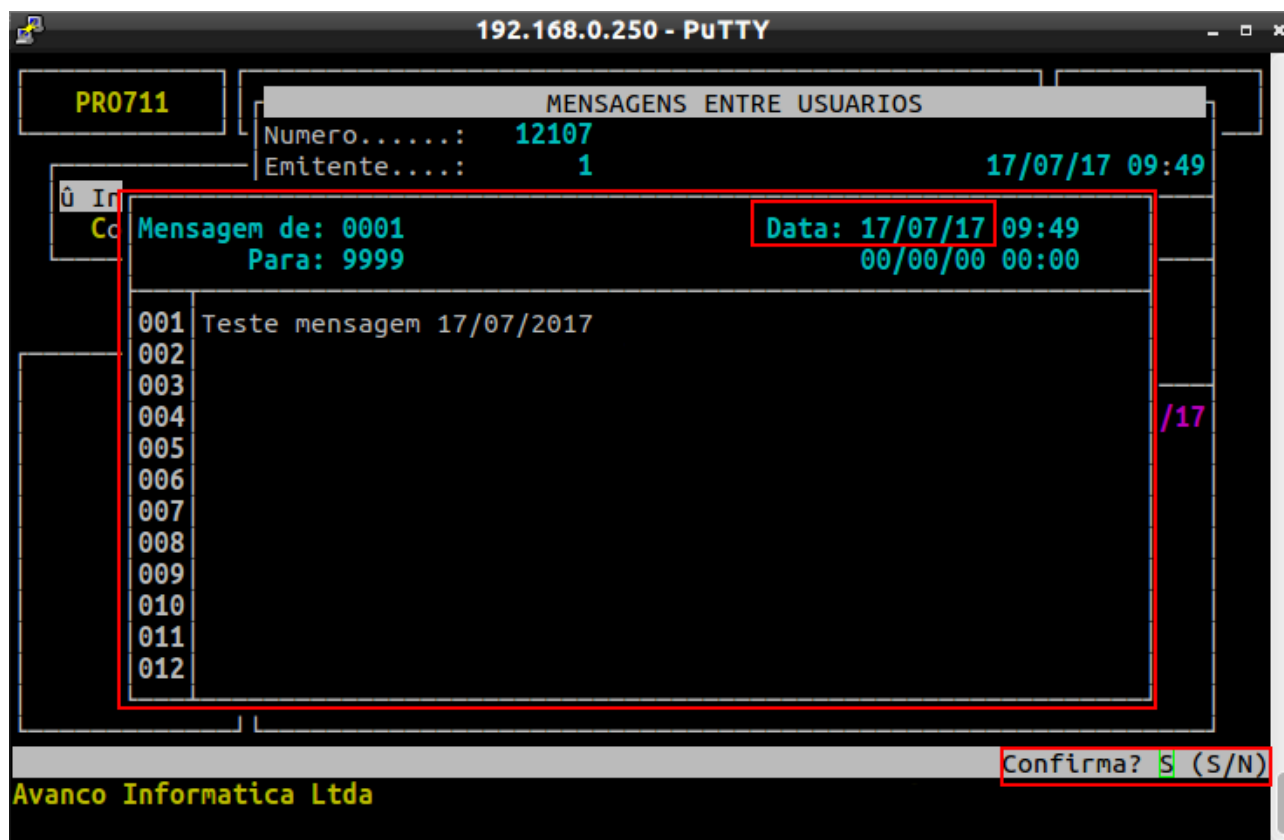 192.168.0.250 - PuTTY
PRO711
MENSAGENS ENTRE USUARIOS
Numero......: 12107
Emitente....: 1 17/07/17 09:49
û In
Co
Mensagem de: 0001 Data: 17/07/17 09:49
Para: 9999 00/00/00 00:00
001 Teste mensagem 17/07/2017
002
003
004 /17
005
006
007
008
009
010
011
012
Confirma? S (S/N)
Avanco Informatica Ltda